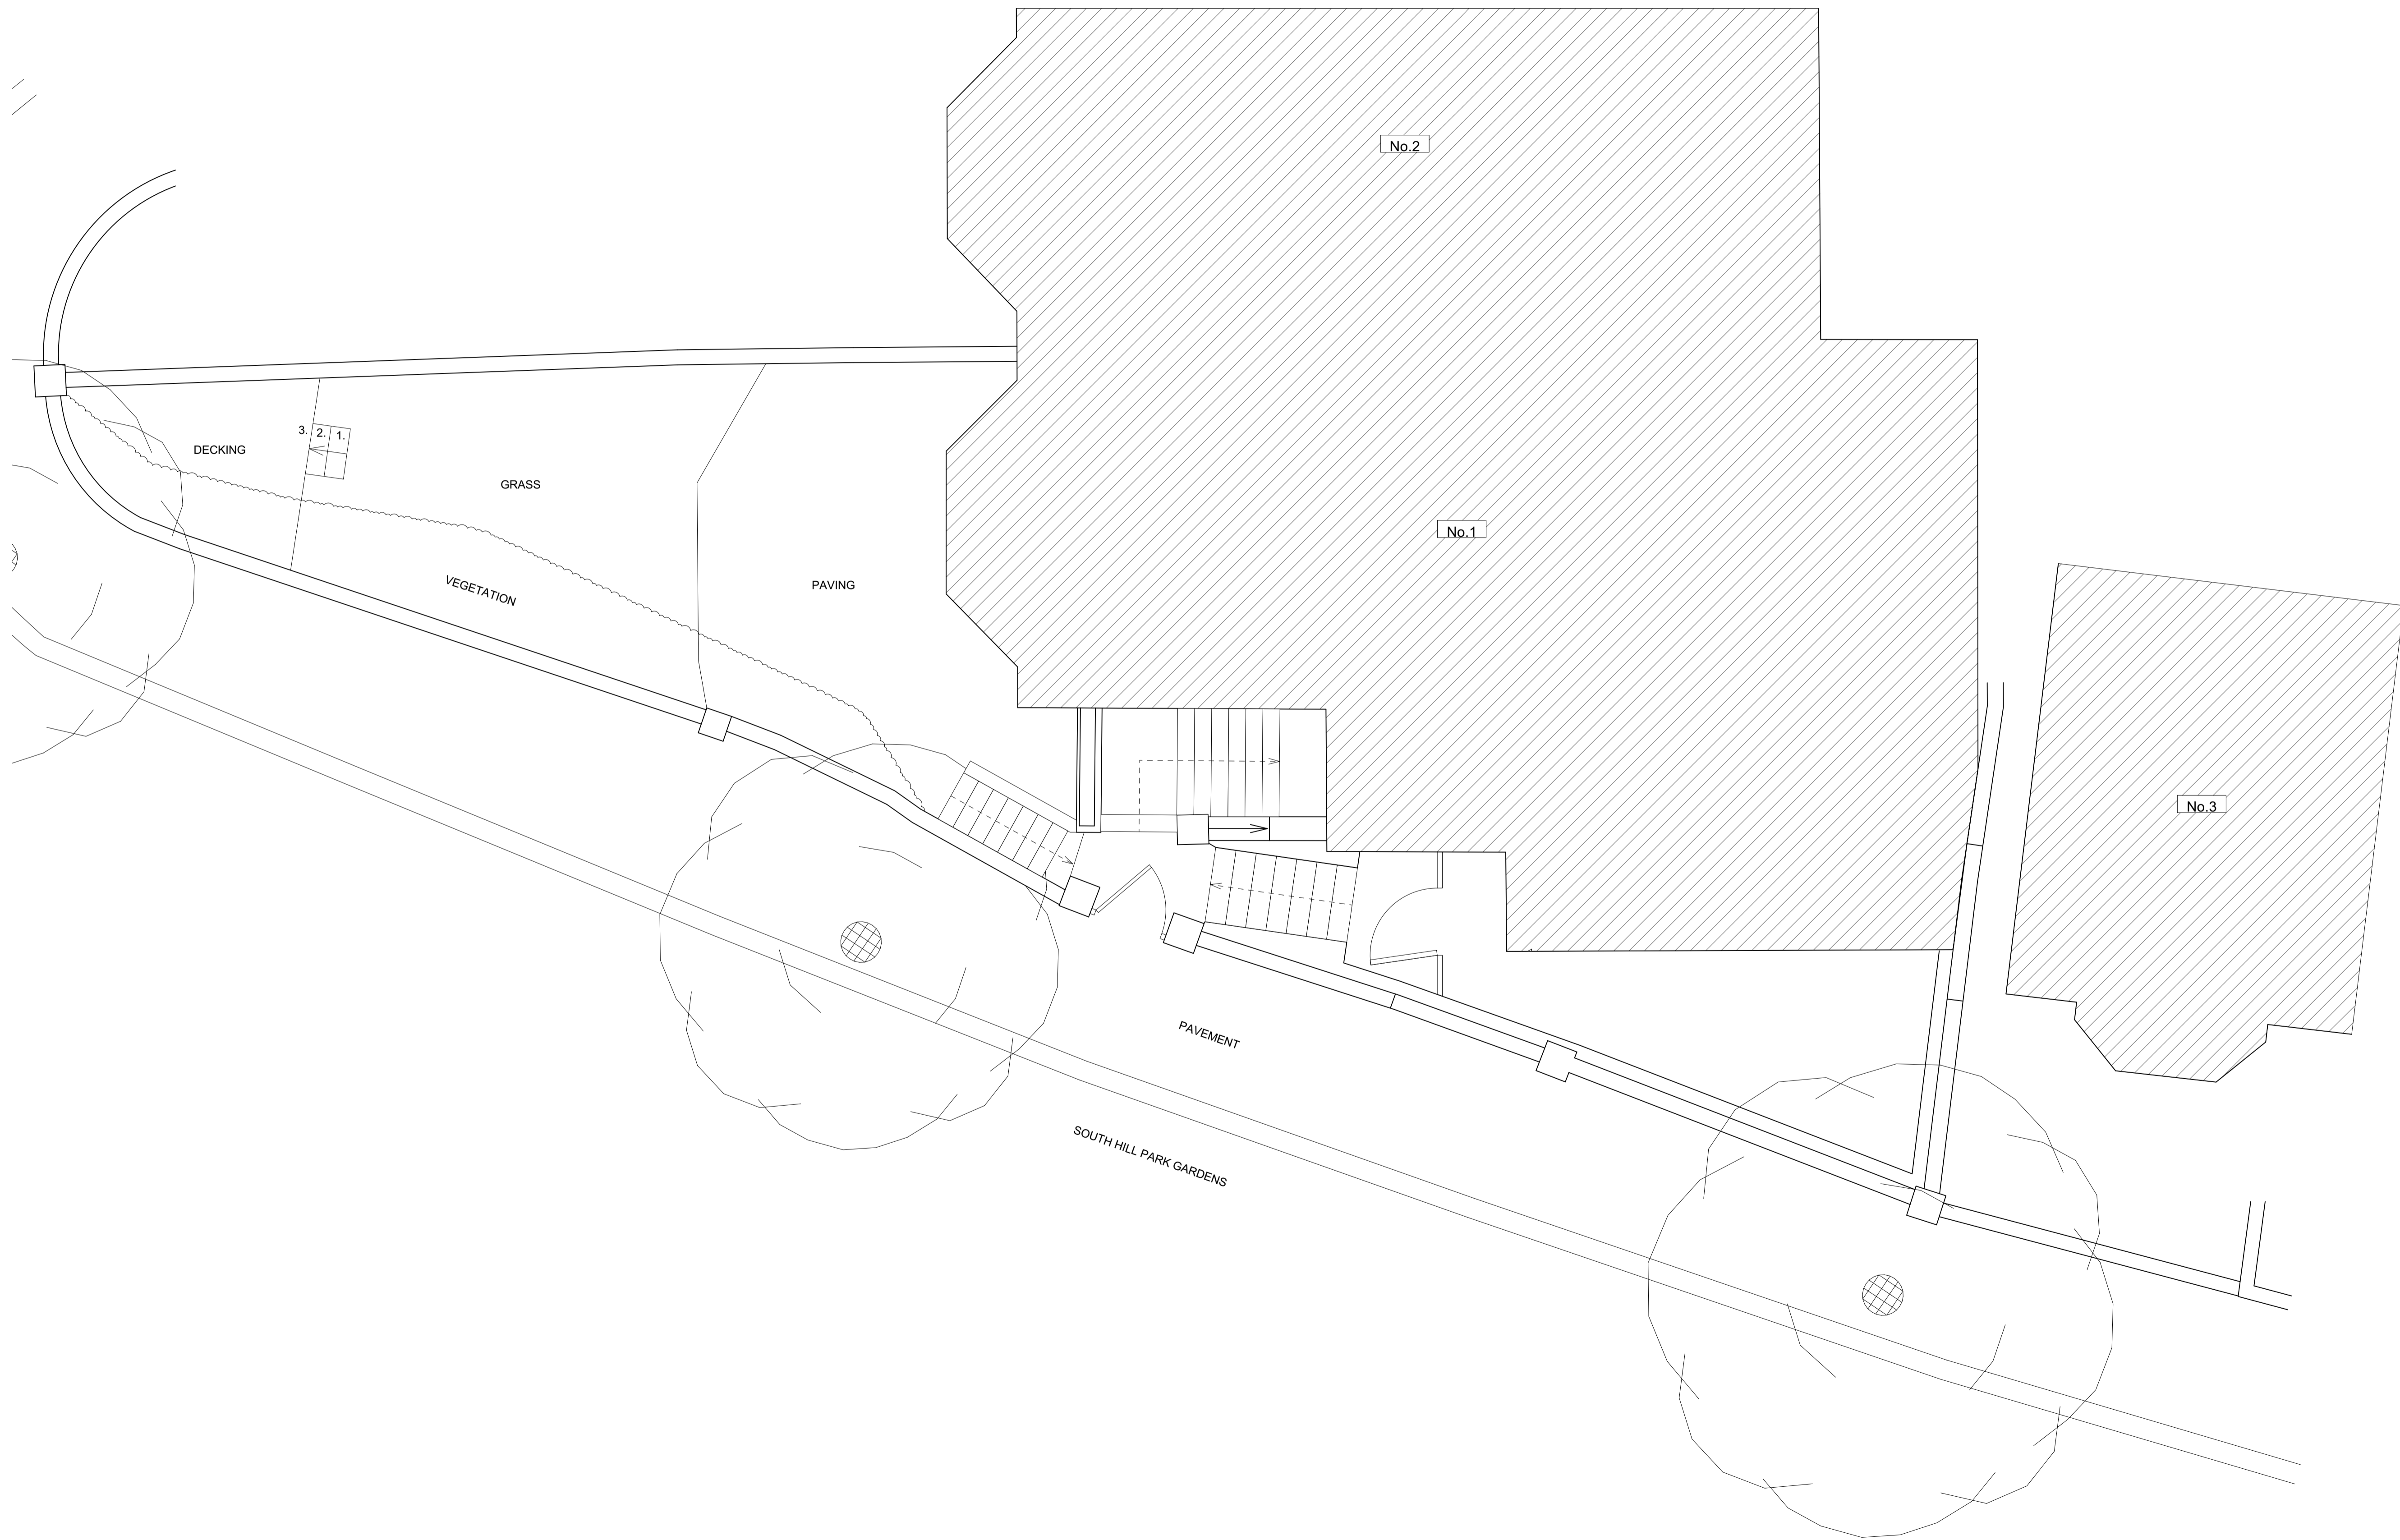 No.2
3. 2. 1.
DECKING
GRASS
No.1
VEGETATION
PAVING
No.3
PAVEMENT
SOUTH HILL PARK GARDENS